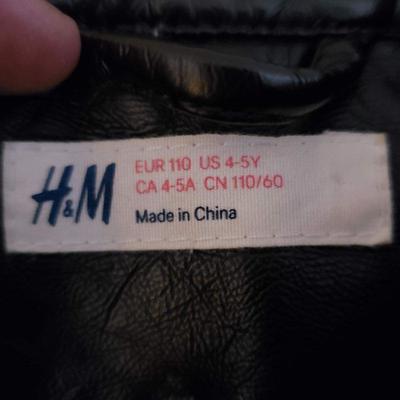 H&M
EUR 110 US 4-5Y
CA 4-5A CN 110/60
Made in China